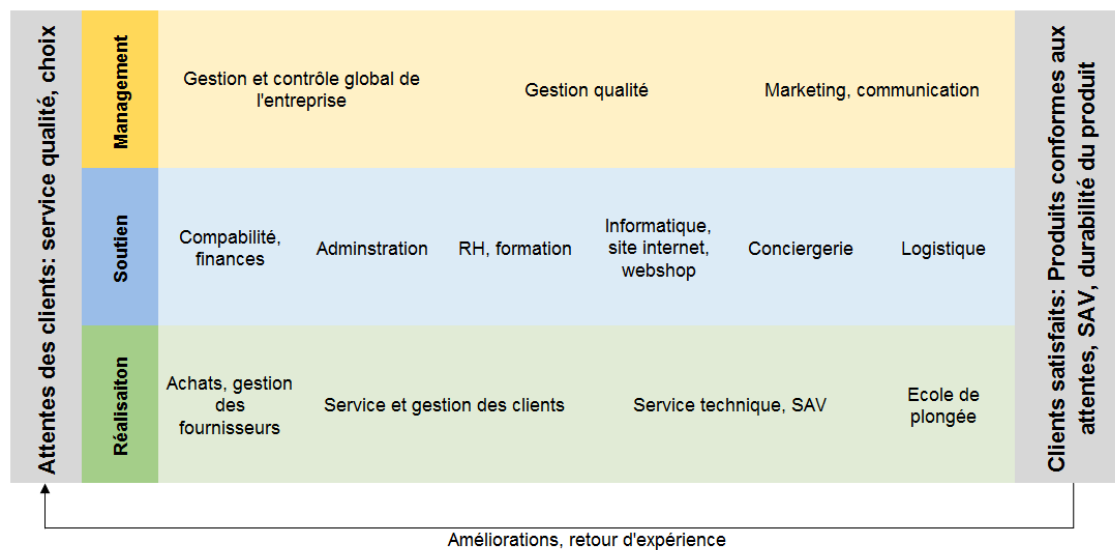 Attentes des clients: service qualité, choix
Management
Gestion et contrôle global de
l'entreprise
Gestion qualité
Marketing, communication
Soutien
Compabilité,
finances
Adminstration
RH, formation
Informatique,
site internet,
webshop
Conciergerie
Logistique
Réalisaiton
Achats, gestion
des
fournisseurs
Service et gestion des clients
Service technique, SAV
Ecole de
plongée
Clients satisfaits: Produits conformes aux
attentes, SAV, durabilité du produit
Améliorations, retour d'expérience